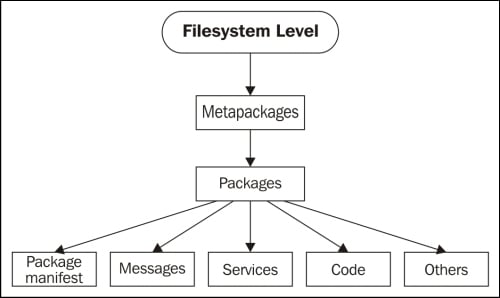 Filesystem Level
Metapackages
Packages
Package
manifest
Messages
Services
Code
Others